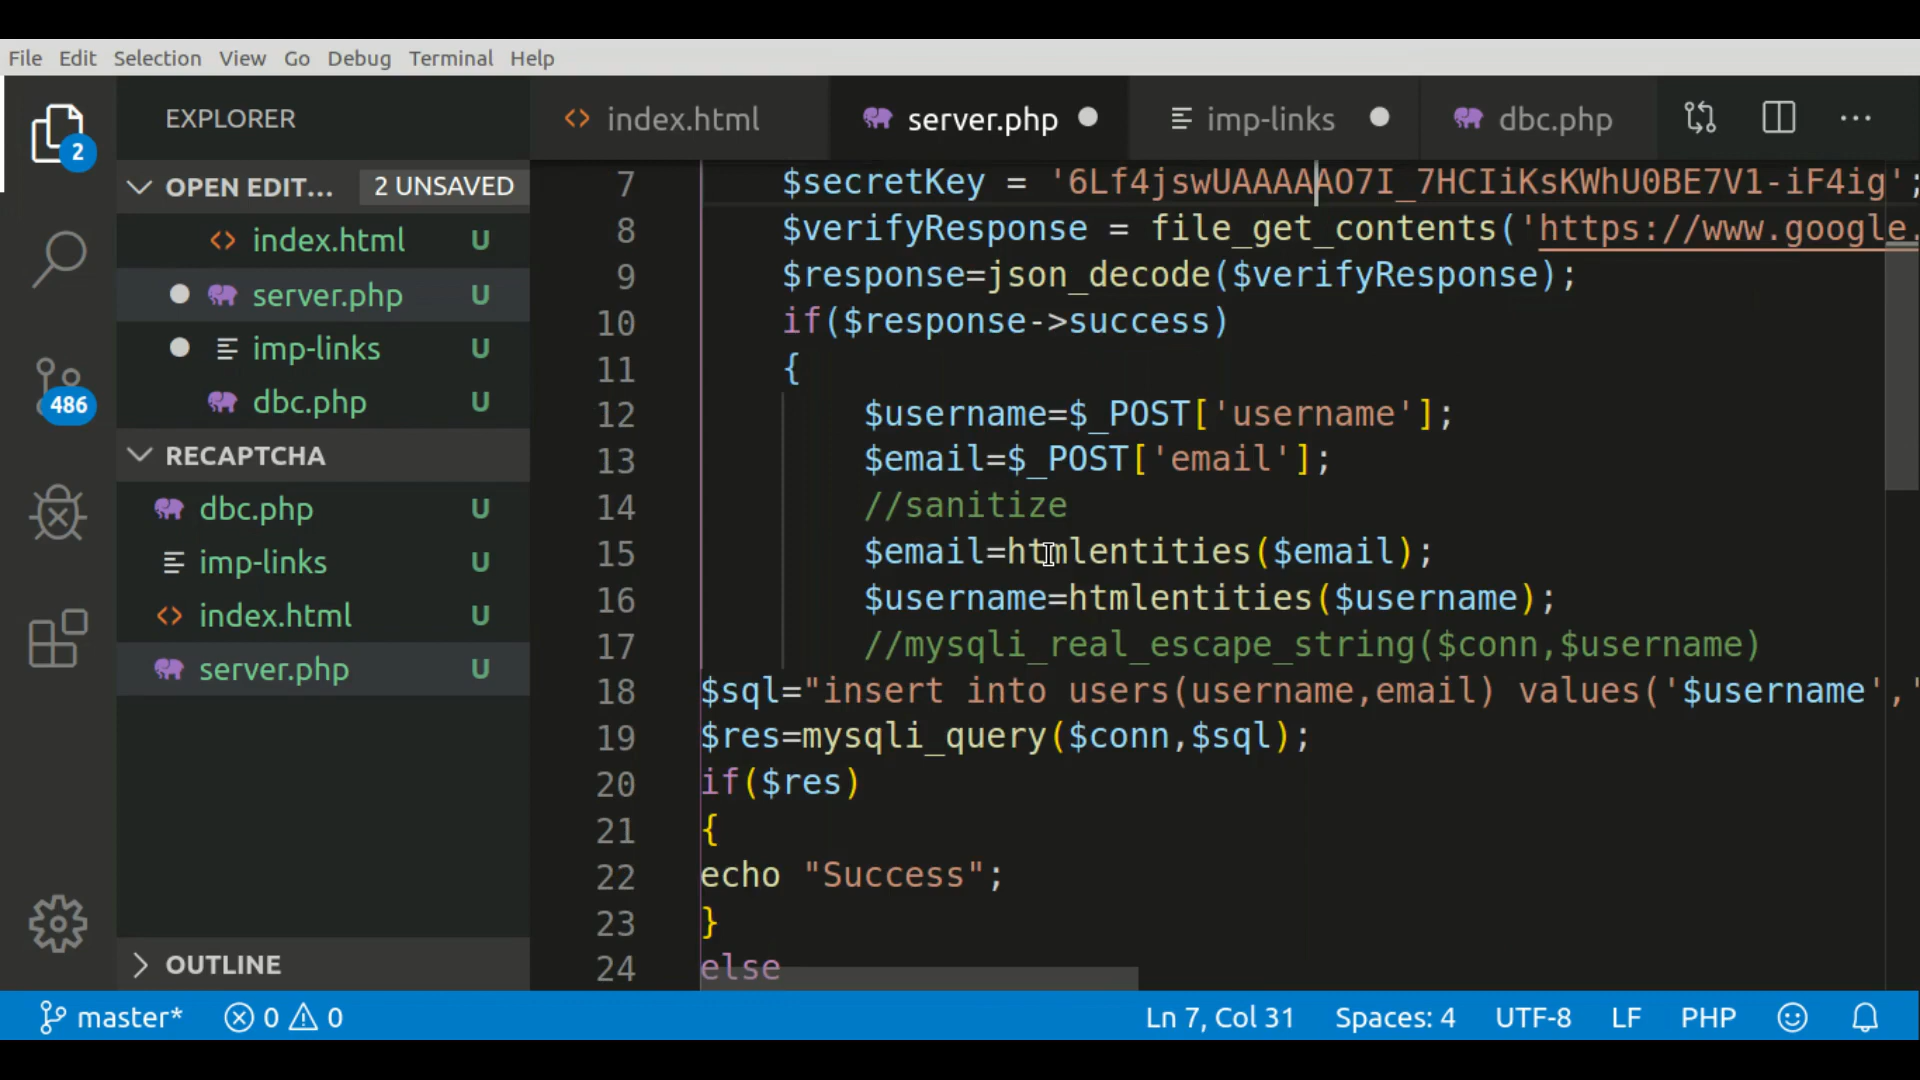 File Edit Selection View Go Debug Terminal Help
EXPLORER
index.html
server.php
imp-links
dbc.php
2
OPEN EDIT... 2 UNSAVED
index.html U
server.php U
imp-links U
dbc.php U
486
RECAPTCHA
dbc.php U
imp-links U
index.html U
server.php U
OUTLINE
7 $secretKey = '6Lf4jswUAAAAAAO7I_7HCIiKsKWhU0BE7V1-iF4ig';
8 $verifyResponse = file_get_contents('https://www.google.
9 $response=json_decode($verifyResponse);
10 if($response->success)
11 {
12 $username=$_POST['username'];
13 $email=$_POST['email'];
14 //sanitize
15 $email=htmlentities($email);
16 $username=htmlentities($username);
17 //mysqli_real_escape_string($conn,$username)
18 $sql="insert into users(username,email) values('$username','
19 $res=mysqli_query($conn,$sql);
20 if($res)
21 {
22 echo "Success";
23 }
24 else
master* 0 0 Ln 7, Col 31 Spaces: 4 UTF-8 LF PHP